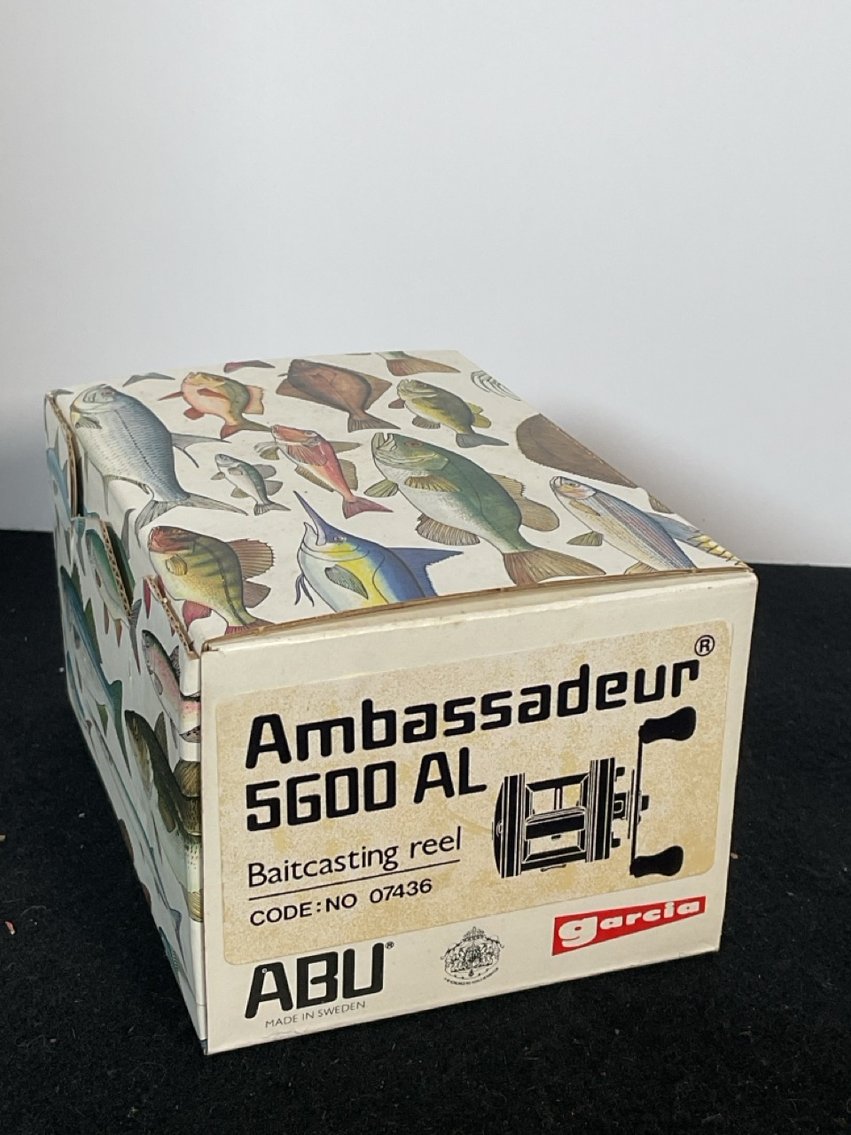 Ambassadeur®
5600 AL
Baitcasting reel
CODE:NO 07436
ABU®
MADE IN SWEDEN
garcia